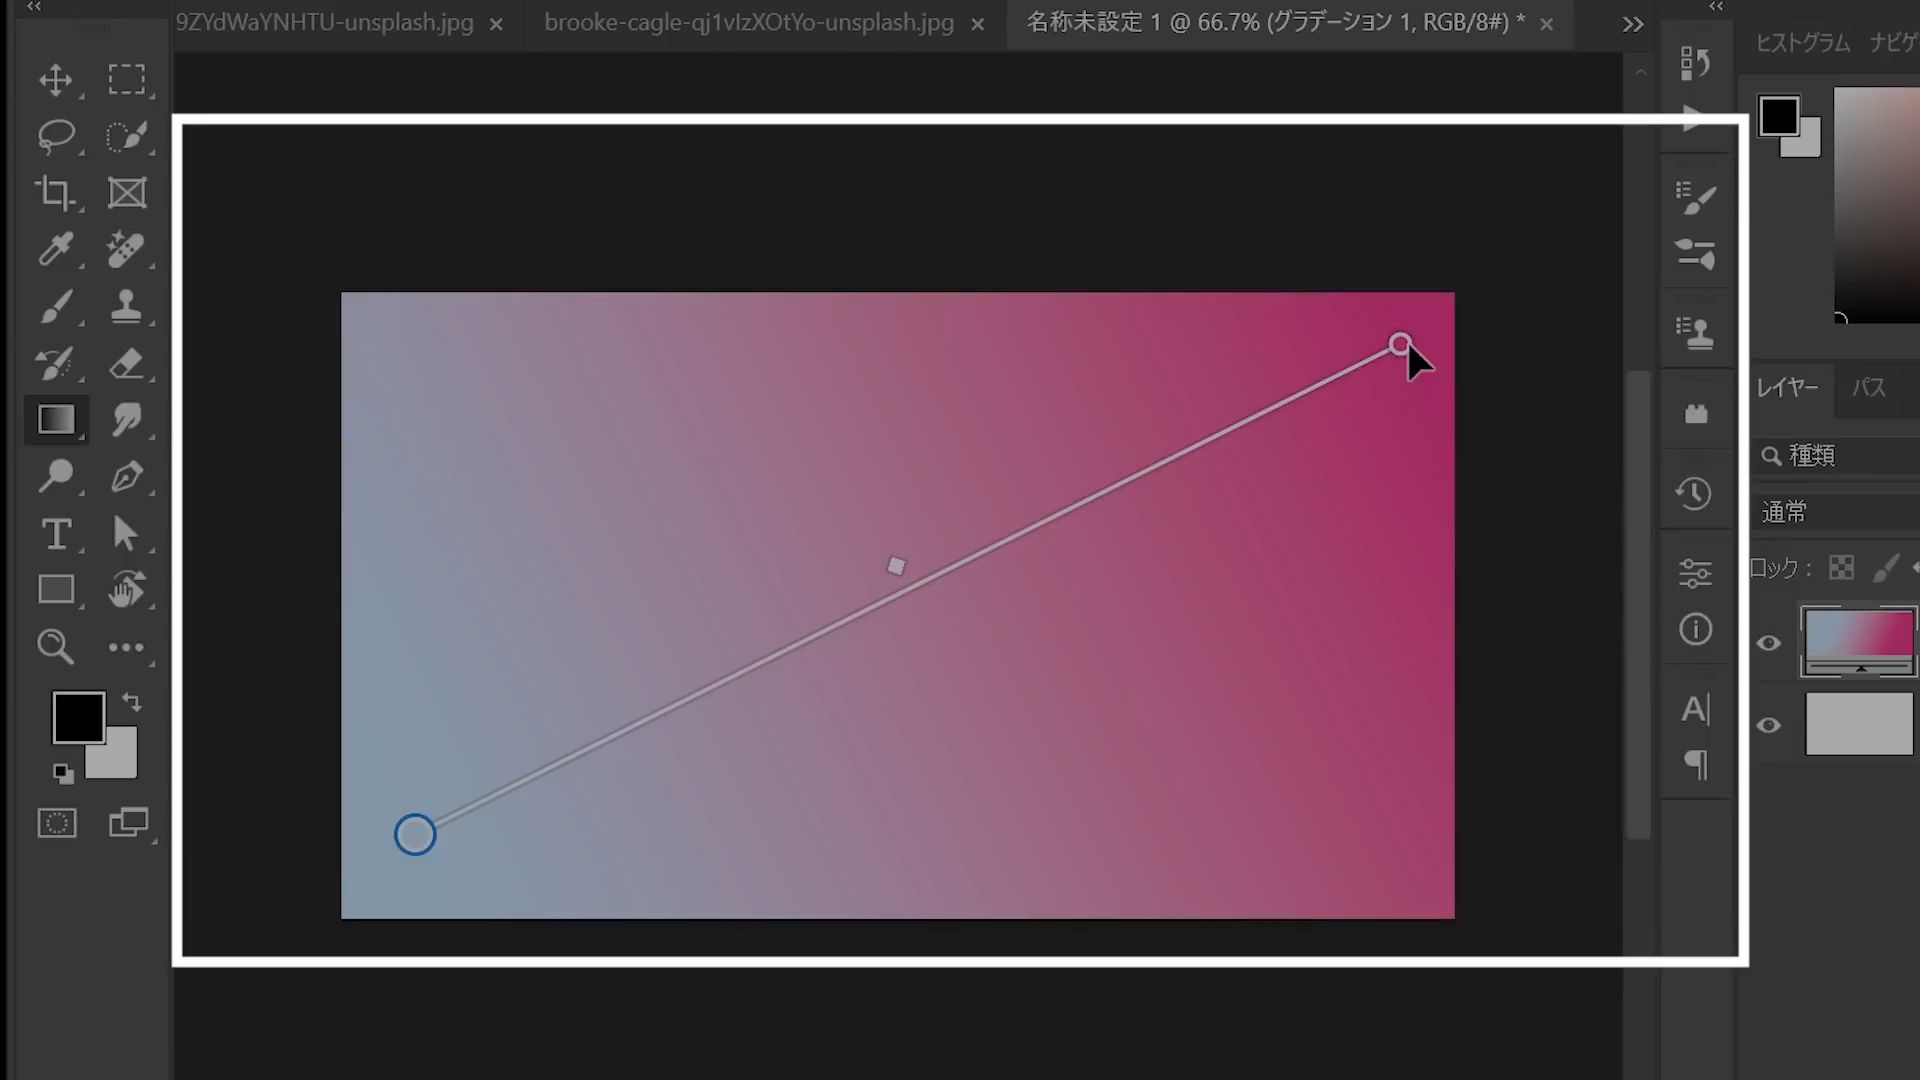 9ZYdWaYNHTU-unsplash.jpg ×
brooke-cagle-qj1vIzXOtYo-unsplash.jpg ×
名称未設定 1 @ 66.7% (グラデーション 1, RGB/8#) * ×
ヒストグラム
ナビゲ
レイヤー
パス
種類
通常
ロック :